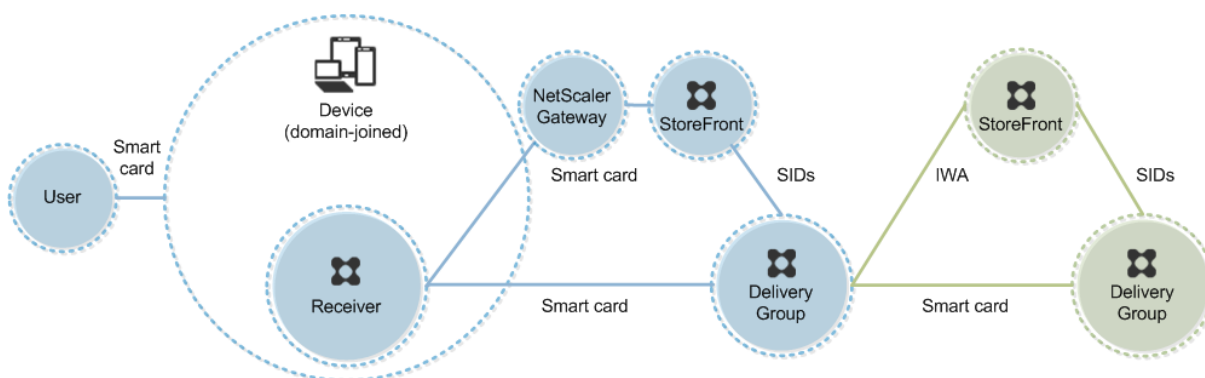 Device
(domain-joined)
NetScaler
Gateway
StoreFront
StoreFront
Smart
card
User
Smart card
SIDs
IWA
SIDs
Receiver
Smart card
Delivery
Group
Smart card
Delivery
Group